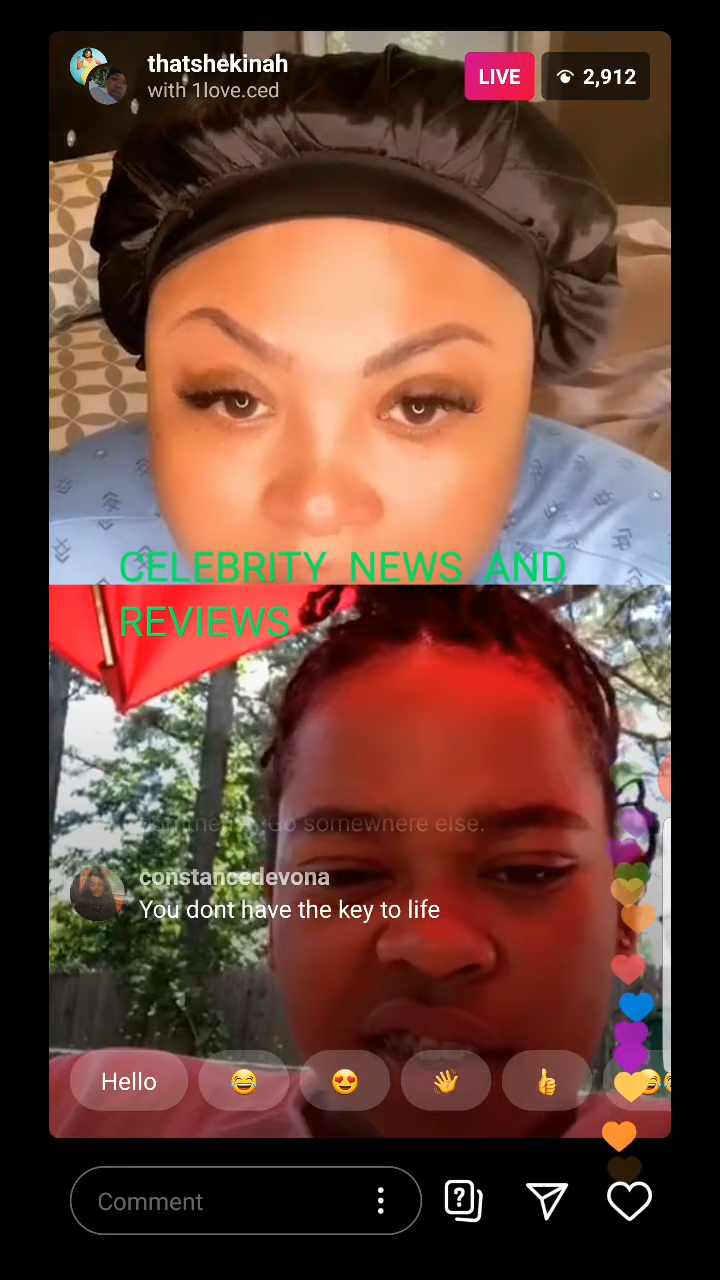 thatshekinah
with 1love.ced
LIVE
2,912
CELEBRITY NEWS AND
REVIEWS
Go somewhere else.
constancedevona
You dont have the key to life
Hello
Comment